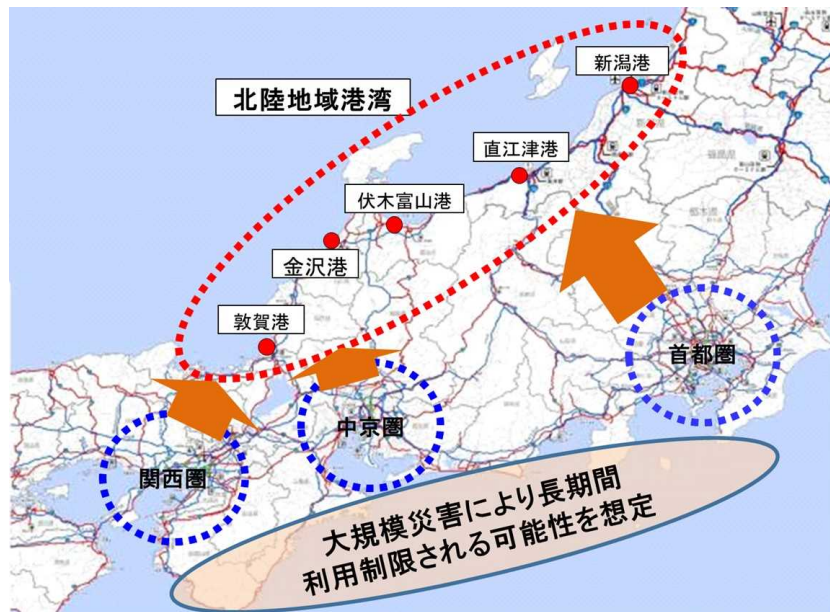 新潟港
北陸地域港湾
直江津港
伏木富山港
金沢港
敦賀港
首都圏
中京圏
関西圏
大規模災害により長期間
利用制限される可能性を想定